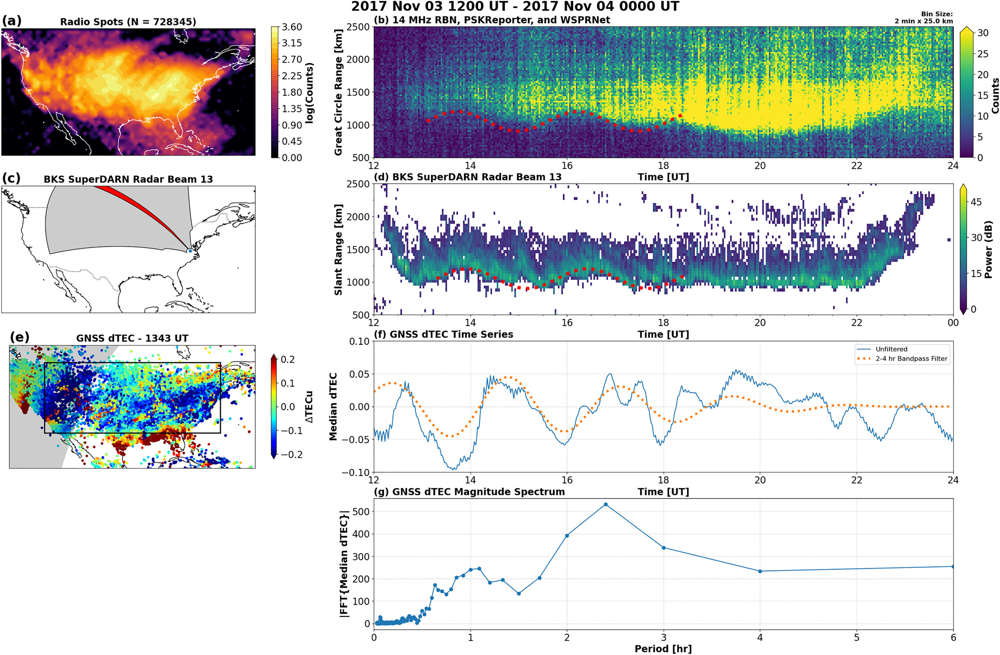 2017 Nov 03 1200 UT - 2017 Nov 04 0000 UT
(a)
Radio Spots (N = 728345)
3.60
3.15
2.70
2.25
1.80
1.35
0.90
0.45
0.00
log(Counts)
(b) 14 MHz RBN, PSKReporter, and WSPRNet
Bin Size:
2 min x 25.0 km
Great Circle Range [km]
2500
2000
1500
1000
500
12 14 16 18 20 22 24
Time [UT]
30
25
20
15
10
5
0
Counts
(c)
BKS SuperDARN Radar Beam 13
(d) BKS SuperDARN Radar Beam 13
Slant Range [km]
2500
2000
1500
1000
500
12 14 16 18 20 22 00
Time [UT]
45
30
15
0
Power (dB)
(e)
GNSS dTEC - 1343 UT
0.2
0.1
0.0
−0.1
−0.2
ΔTECu
(f) GNSS dTEC Time Series
Median dTEC
0.10
0.05
0.00
−0.05
−0.10
Unfiltered
2-4 hr Bandpass Filter
12 14 16 18 20 22 24
Time [UT]
(g) GNSS dTEC Magnitude Spectrum
|FFT{Median dTEC}|
500
400
300
200
100
0
0 1 2 3 4 5 6
Period [hr]